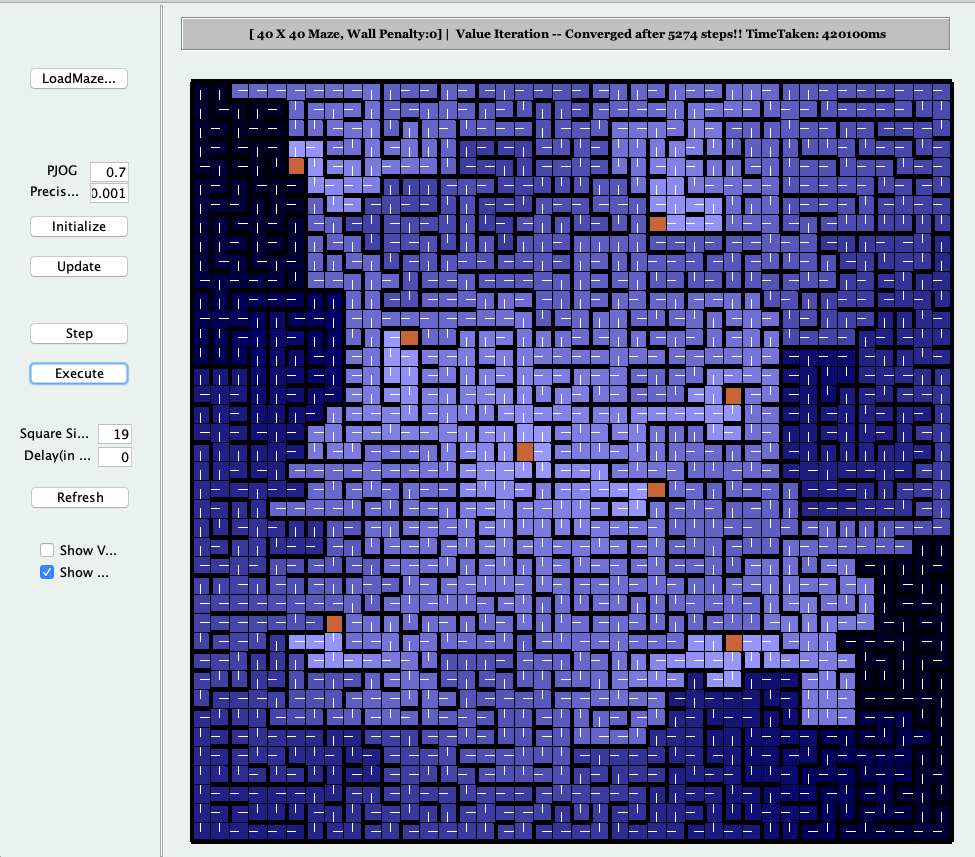 [ 40 X 40 Maze, Wall Penalty:0] | Value Iteration -- Converged after 5274 steps!! TimeTaken: 420100ms
LoadMaze...
PJOG 0.7
Precis... 0.001
Initialize
Update
Step
Execute
Square Si... 19
Delay(in ... 0
Refresh
Show V...
Show ...